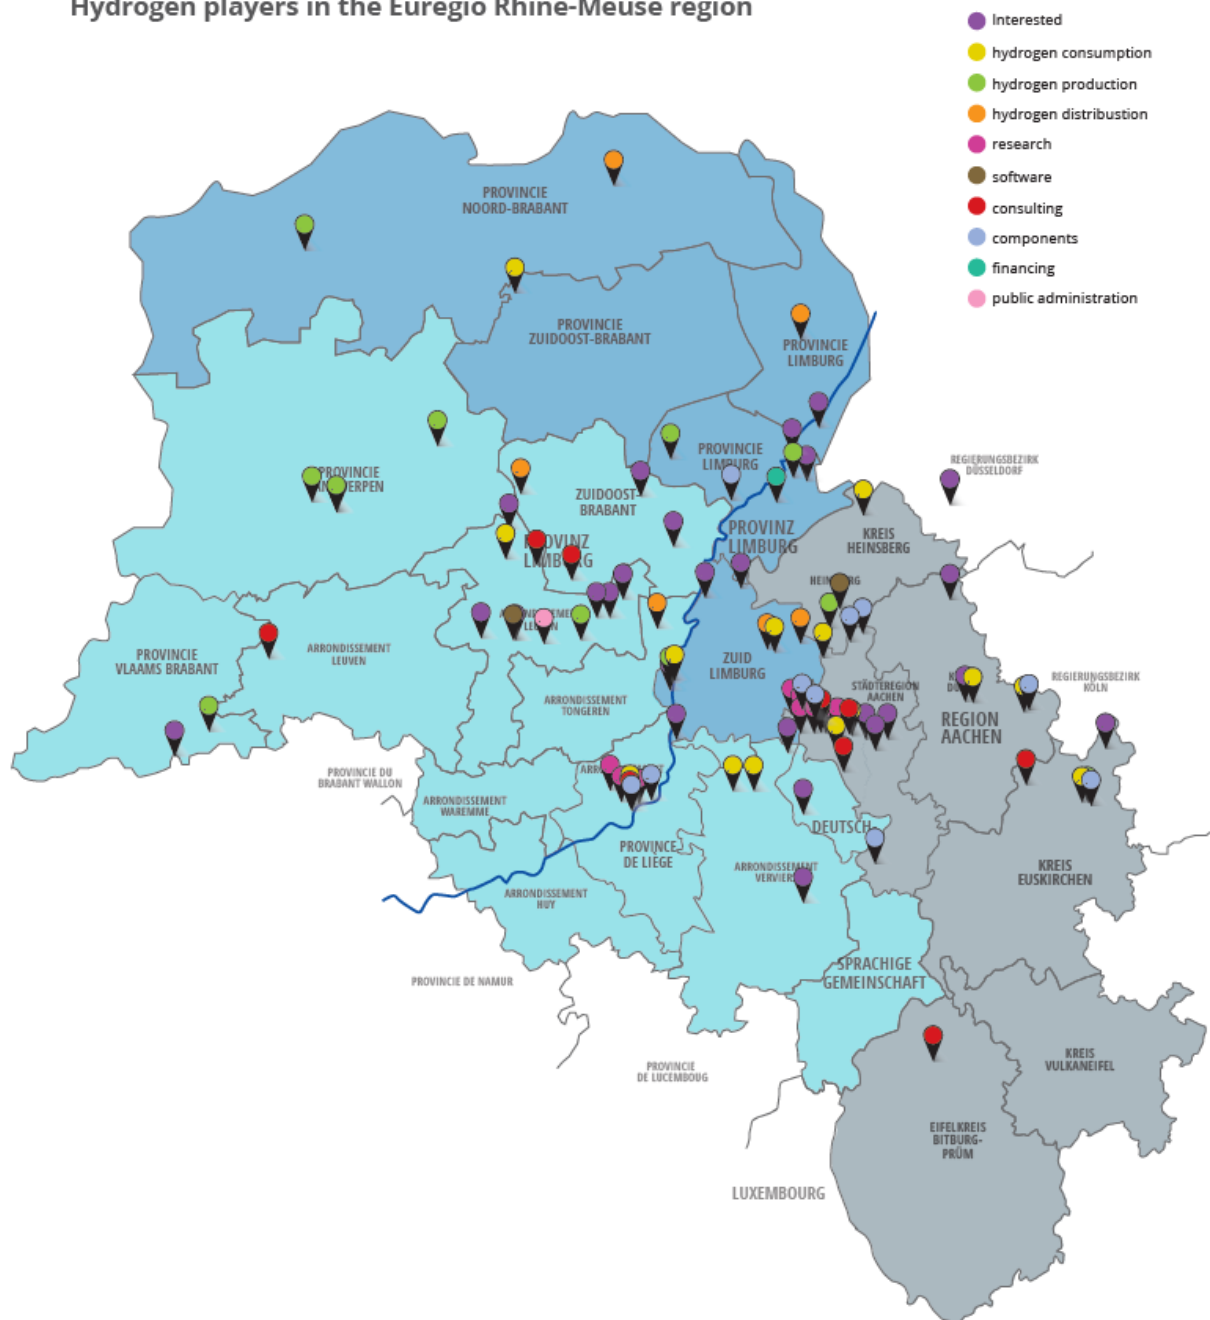 Hydrogen players in the Euregio Rhine-Meuse region
Interested
hydrogen consumption
hydrogen production
hydrogen distribustion
research
software
consulting
components
financing
public administration
PROVINCIE
NOORD-BRABANT
PROVINCIE
ZUIDOOST-BRABANT
PROVINCIE
LIMBURG
PROVINCIE
LIMBURG
REGIERUNGSBEZIRK
DÜSSELDORF
PROVINCIE
ZUIDOOST-
BRABANT
PROVINZ
LIMBURG
KREIS
HEINSBERG
LIMBURG
PROVINCIE
VLAAMS BRABANT
ARRONDISSEMENT
LEUVEN
ZUID
LIMBURG
STÄDTEREGION
AACHEN
REGIERUNGSBEZIRK
KÖLN
ARRONDISSEMENT
TONGEREN
REGION
AACHEN
PROVINCIE DU
BRABANT WALLON
ARRONDISSEMENT
WAREMME
DEUTSCH
PROVINCE
DE LIÈGE
ARRONDISSEMENT
KREIS
EUSKIRCHEN
ARRONDISSEMENT
HUY
SPRACHIGE
GEMEINSCHAFT
PROVINCIE DE NAMUR
PROVINCIE
DE LUCEMBOUG
KREIS
VULKANEIFEL
EIFELKREIS
BITBURG-
PRÜM
LUXEMBOURG